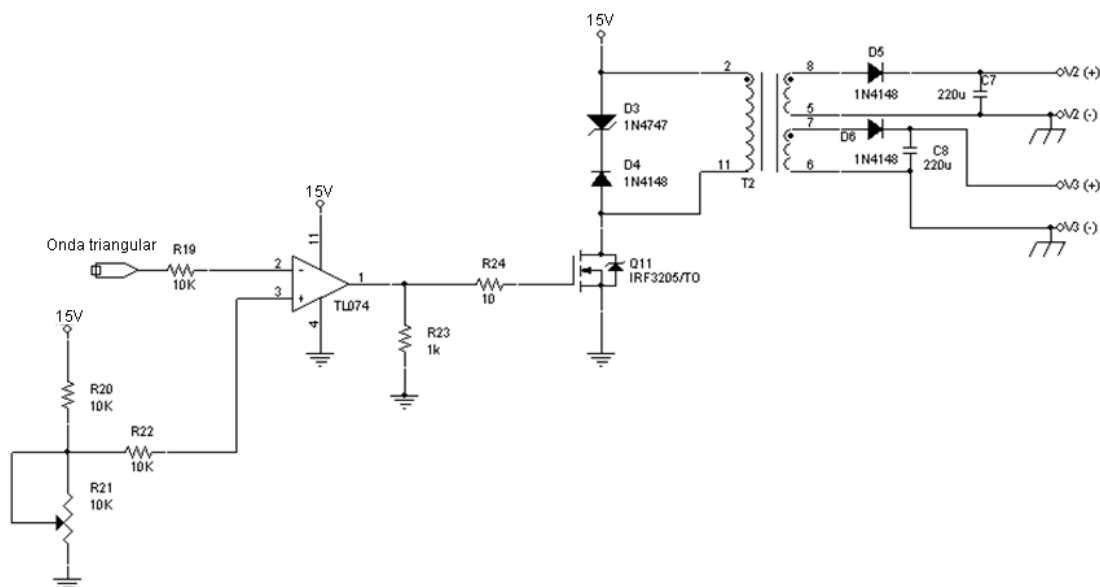 15V
D3
1N4747
D4
1N4148
2
11
T2
8
5
7
6
D5
1N4148
C7
220u
V2 (+)
V2 (-)
D6
1N4148
C8
220u
V3 (+)
V3 (-)
Onda triangular
R19
10K
15V
11
2
-
3
+
1
4
TL074
R24
10
R23
1k
Q11
IRF3205/TO
15V
R20
10K
R22
10K
R21
10K